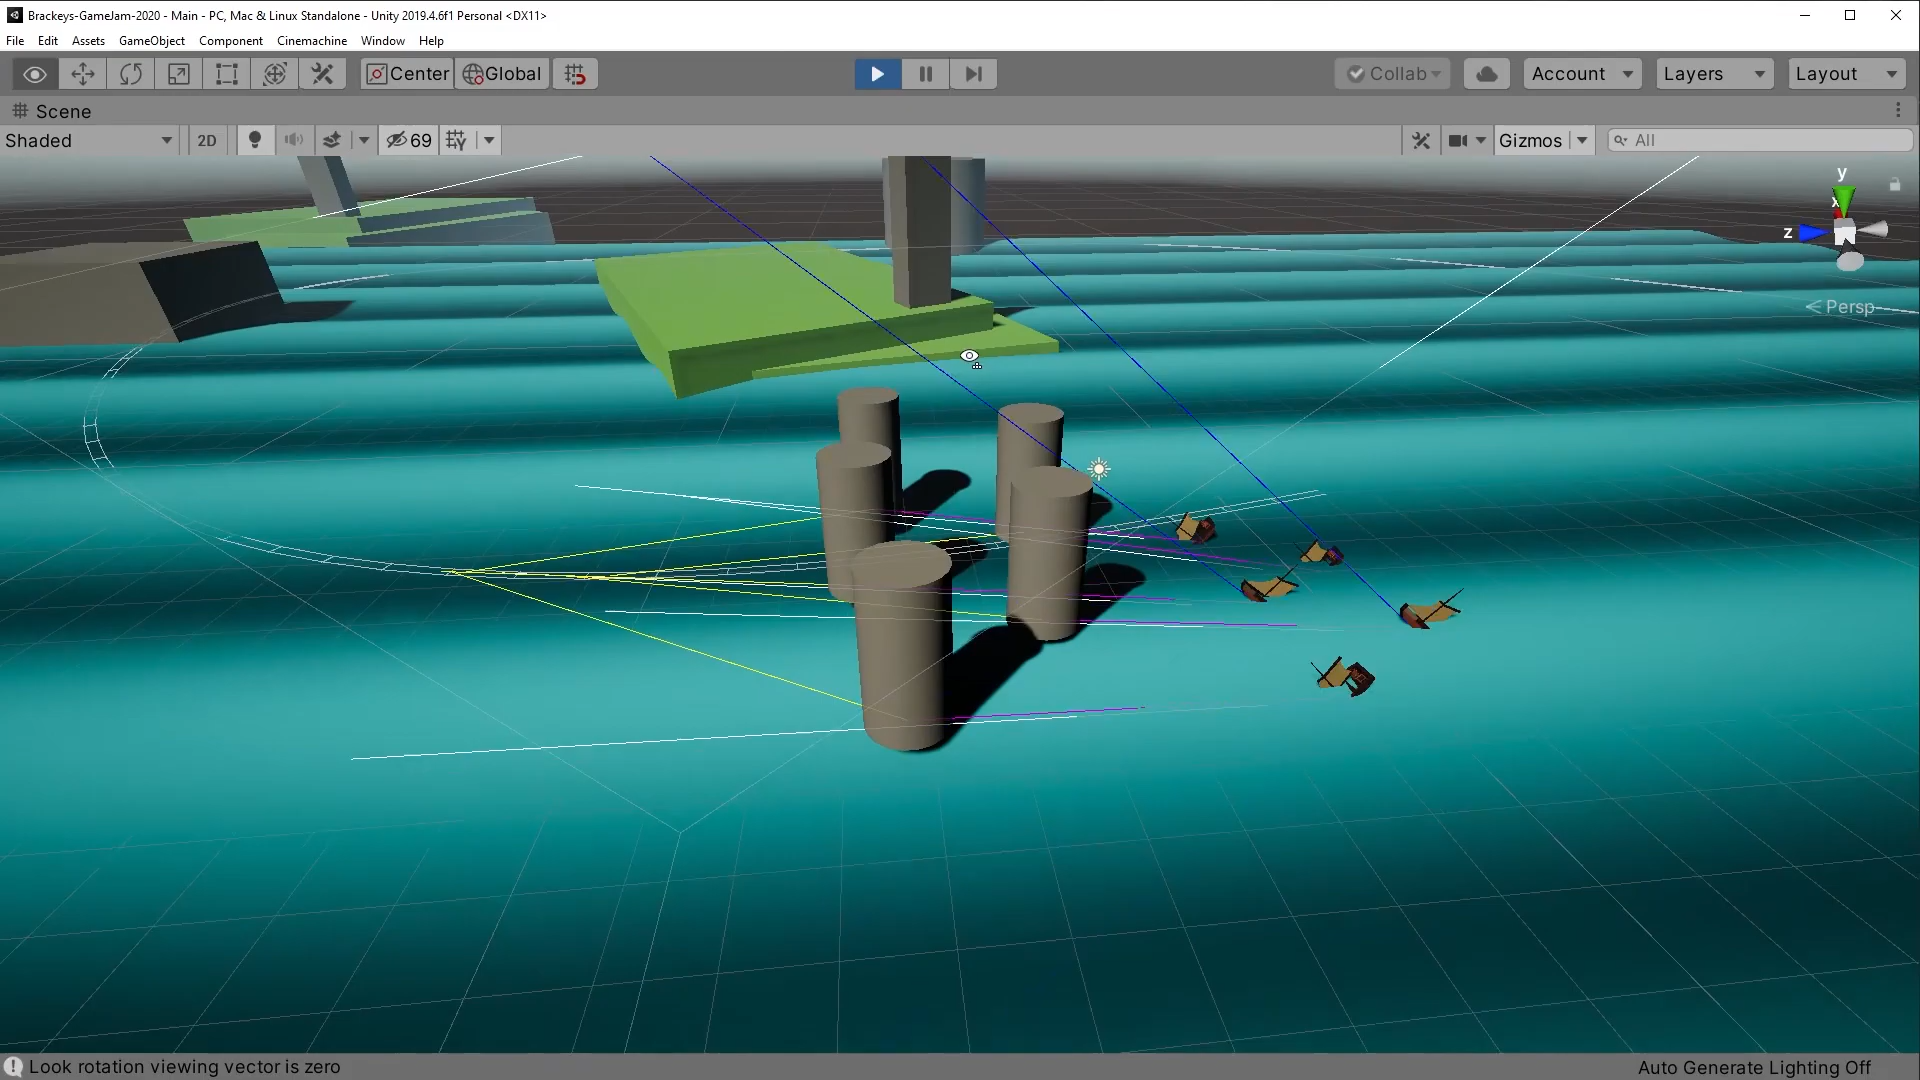 Brackeys-GameJam-2020 - Main - PC, Mac & Linux Standalone - Unity 2019.4.6f1 Personal <DX11>
File Edit Assets GameObject Component Cinemachine Window Help
Center Global Collab Account Layers Layout
Scene
Shaded 2D 69 Gizmos All
y
x
z
< Persp
Look rotation viewing vector is zero Auto Generate Lighting Off